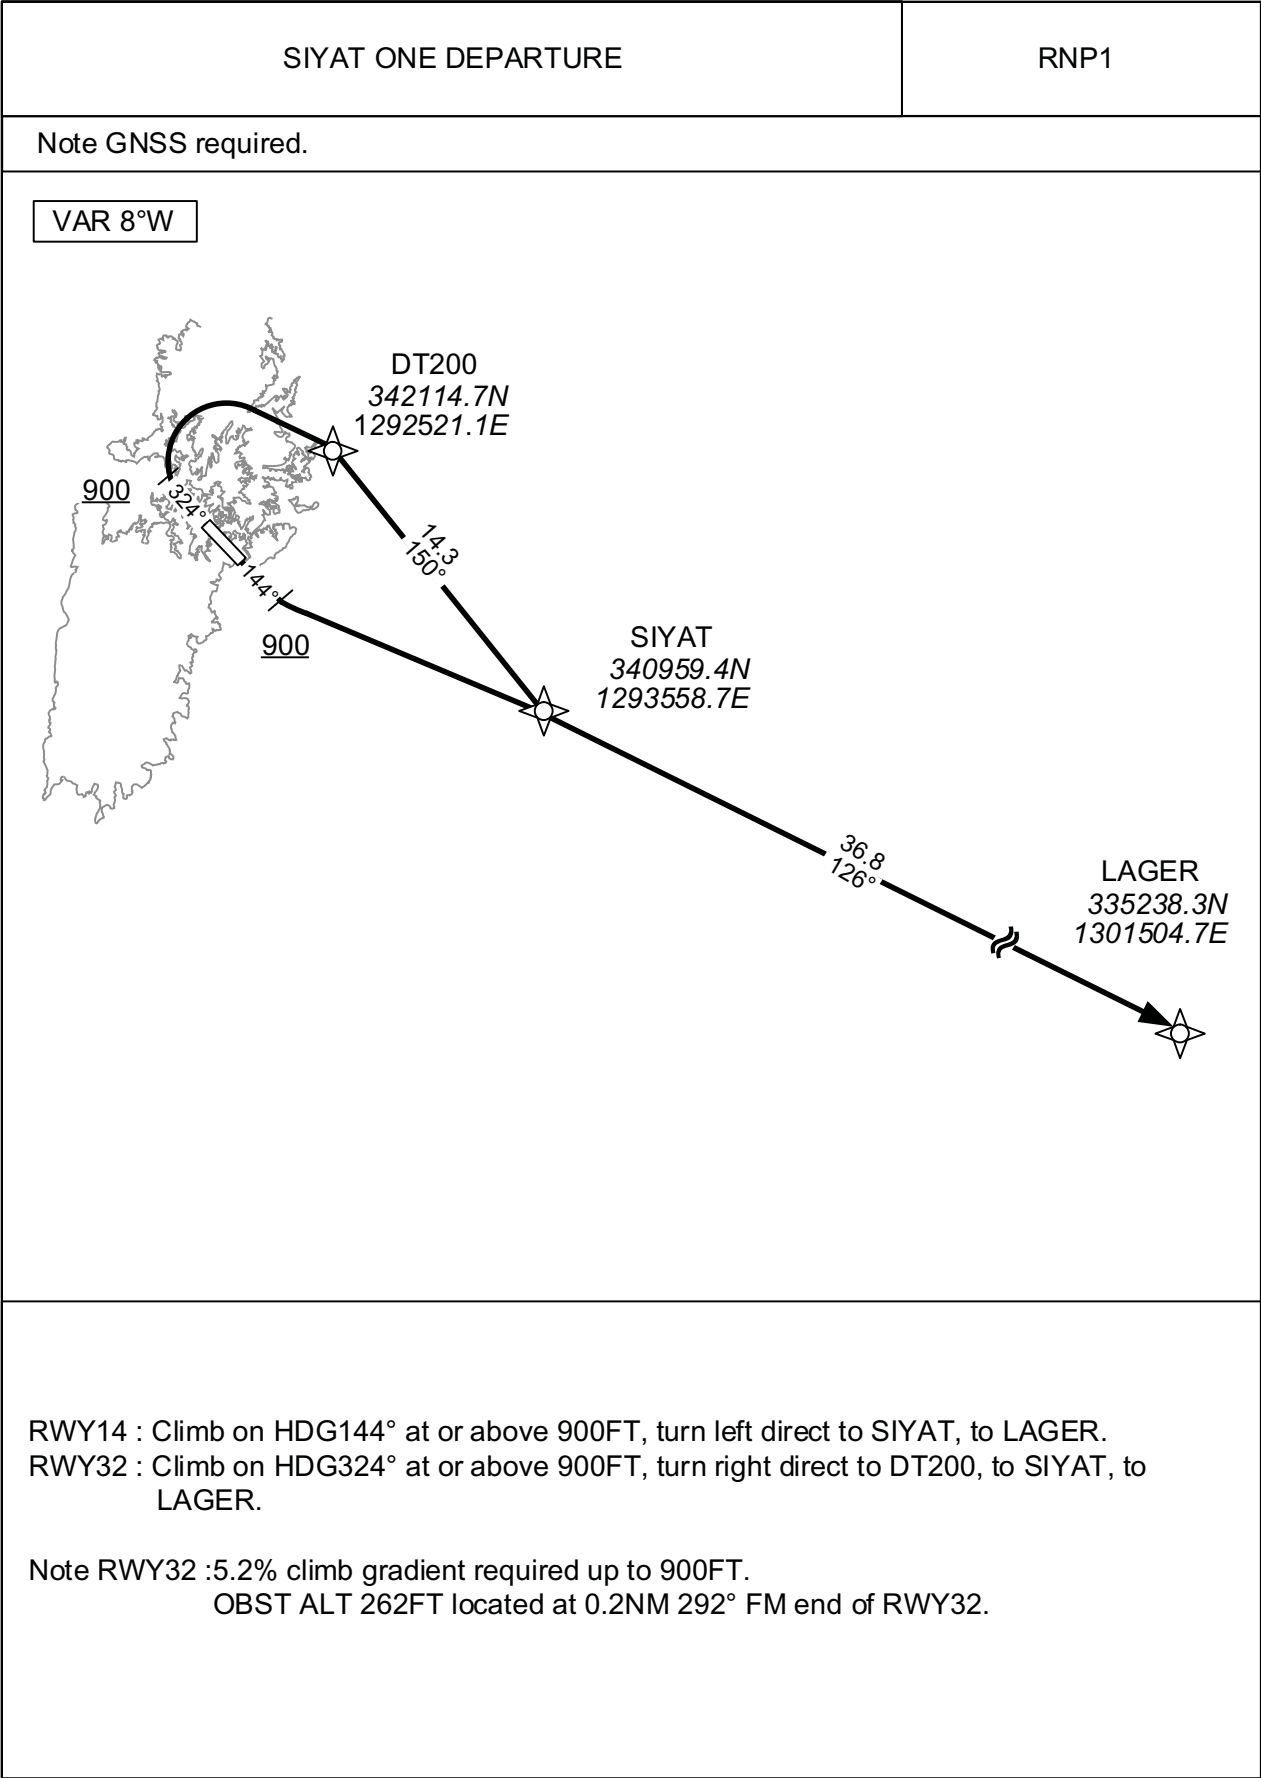 SIYAT ONE DEPARTURE
RNP1
Note GNSS required.
VAR 8°W
DT200
342114.7N
1292521.1E
900
324°
144°
900
14.3
150°
SIYAT
340959.4N
1293558.7E
36.8
126°
LAGER
335238.3N
1301504.7E
RWY14 : Climb on HDG144° at or above 900FT, turn left direct to SIYAT, to LAGER.
RWY32 : Climb on HDG324° at or above 900FT, turn right direct to DT200, to SIYAT, to
LAGER.
Note RWY32 :5.2% climb gradient required up to 900FT.
OBST ALT 262FT located at 0.2NM 292° FM end of RWY32.